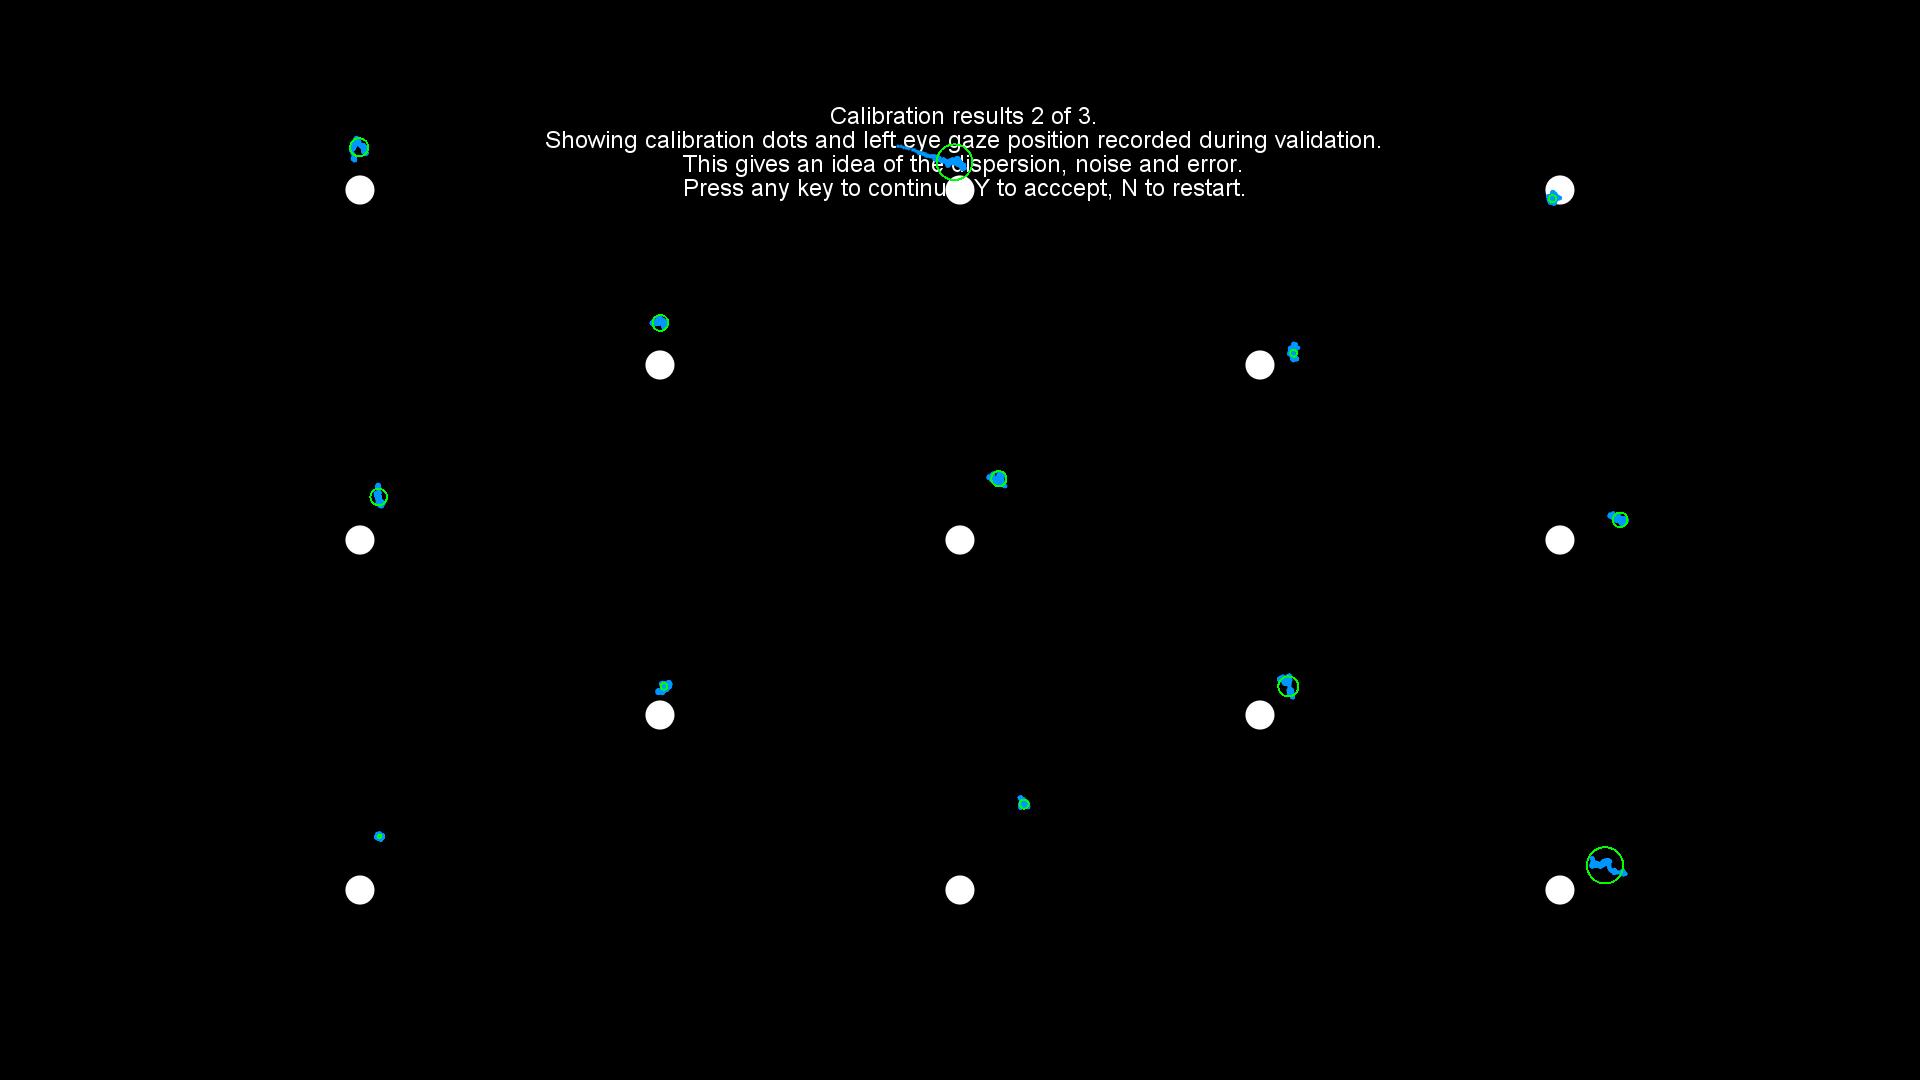 Calibration results 2 of 3.
Showing calibration dots and left eye gaze position recorded during validation.
This gives an idea of the dispersion, noise and error.
Press any key to continu Y to acccept, N to restart.